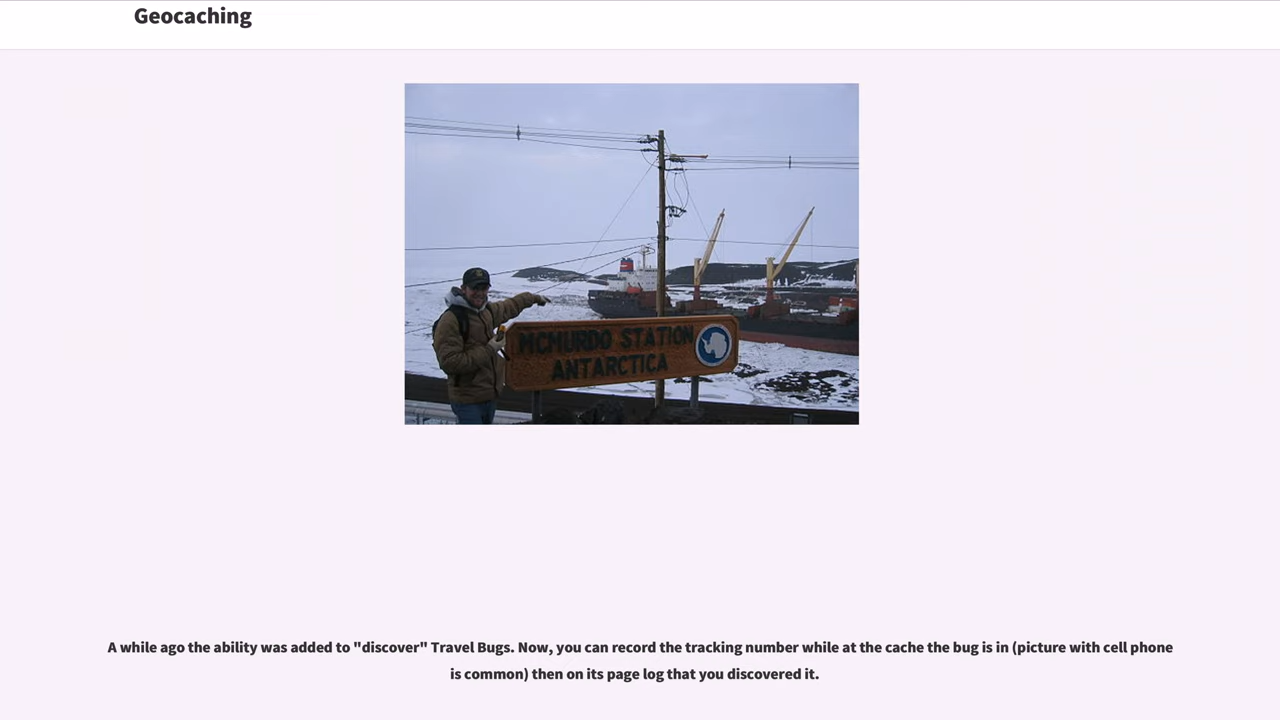 Geocaching
MCMURDO STATION
ANTARCTICA
A while ago the ability was added to "discover" Travel Bugs. Now, you can record the tracking number while at the cache the bug is in (picture with cell phone
is common) then on its page log that you discovered it.